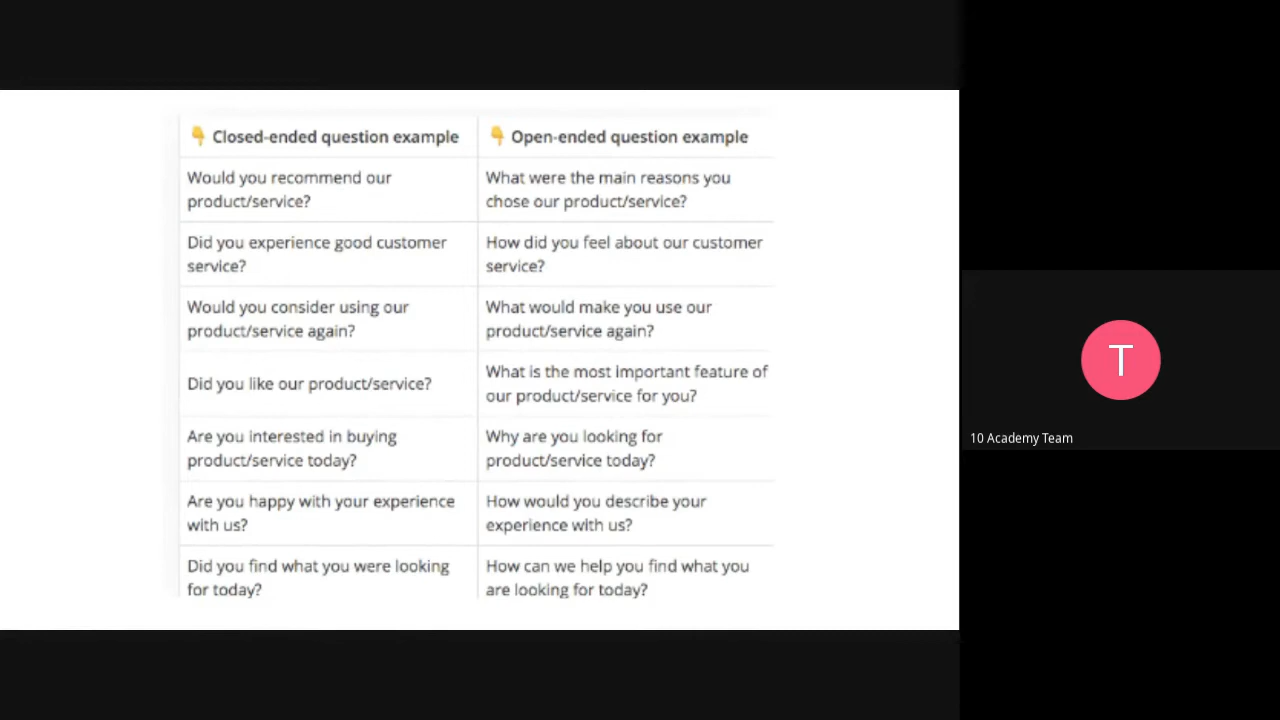 👇 Closed-ended question example
👇 Open-ended question example
Would you recommend our
product/service?
What were the main reasons you
chose our product/service?
Did you experience good customer
service?
How did you feel about our customer
service?
Would you consider using our
product/service again?
What would make you use our
product/service again?
Did you like our product/service?
What is the most important feature of
our product/service for you?
Are you interested in buying
product/service today?
Why are you looking for
product/service today?
Are you happy with your experience
with us?
How would you describe your
experience with us?
Did you find what you were looking
for today?
How can we help you find what you
are looking for today?
T
10 Academy Team